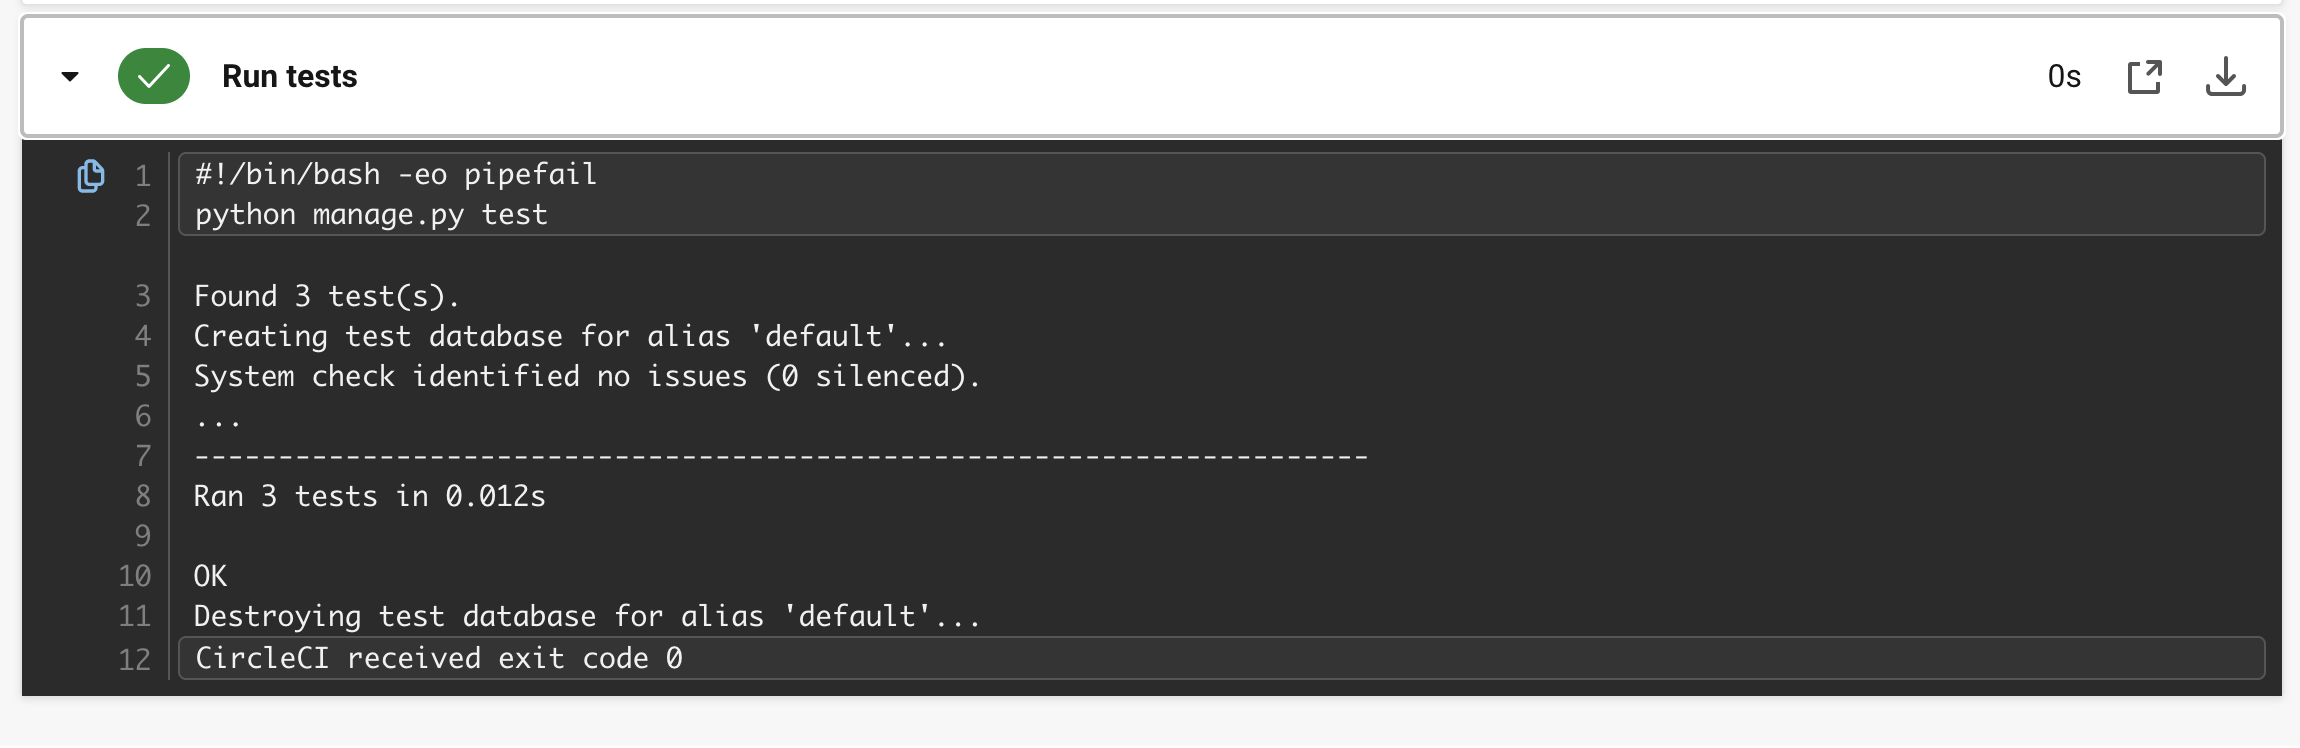 Run tests
0s
1 #!/bin/bash -eo pipefail
2 python manage.py test
3 Found 3 test(s).
4 Creating test database for alias 'default'...
5 System check identified no issues (0 silenced).
6 ...
7 ----------------------------------------------------------------------
8 Ran 3 tests in 0.012s
9
10 OK
11 Destroying test database for alias 'default'...
12 CircleCI received exit code 0